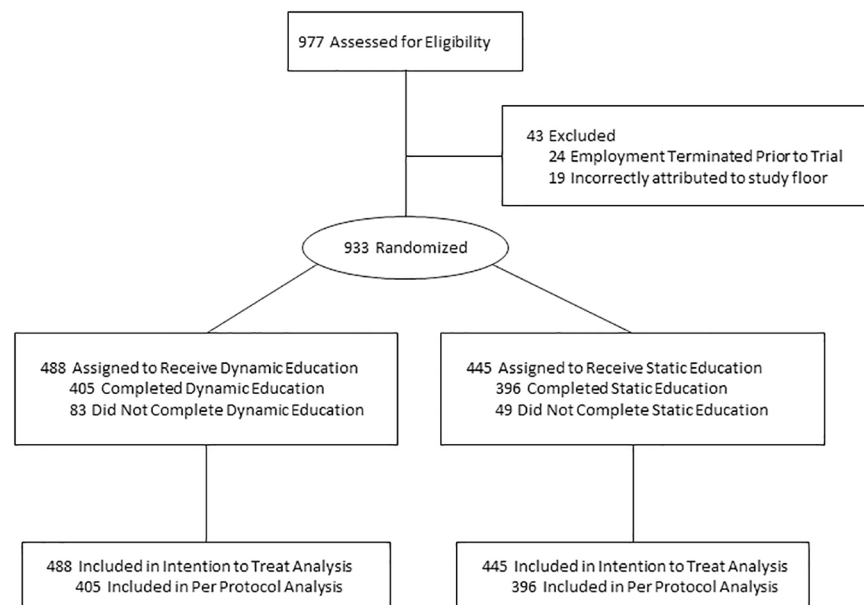 977 Assessed for Eligibility
43 Excluded
24 Employment Terminated Prior to Trial
19 Incorrectly attributed to study floor
933 Randomized
488 Assigned to Receive Dynamic Education
405 Completed Dynamic Education
83 Did Not Complete Dynamic Education
445 Assigned to Receive Static Education
396 Completed Static Education
49 Did Not Complete Static Education
488 Included in Intention to Treat Analysis
405 Included in Per Protocol Analysis
445 Included in Intention to Treat Analysis
396 Included in Per Protocol Analysis